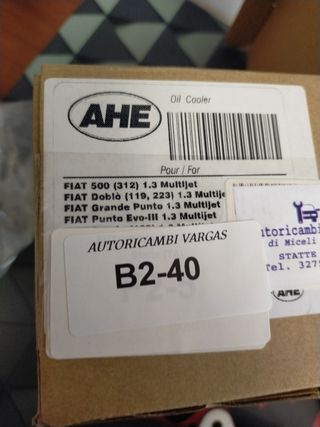 AHE
Oil Cooler
Pour / For
FIAT 500 (312) 1.3 Multijet
FIAT Doblò (119, 223) 1.3 Multije
FIAT Grande Punto 1.3 Multijet
FIAT Punto Evo-III 1.3 Multijet
utoricambi
di Miceli
STATTE
Tel. 327
AUTORICAMBI VARGAS
B2-40
AHE